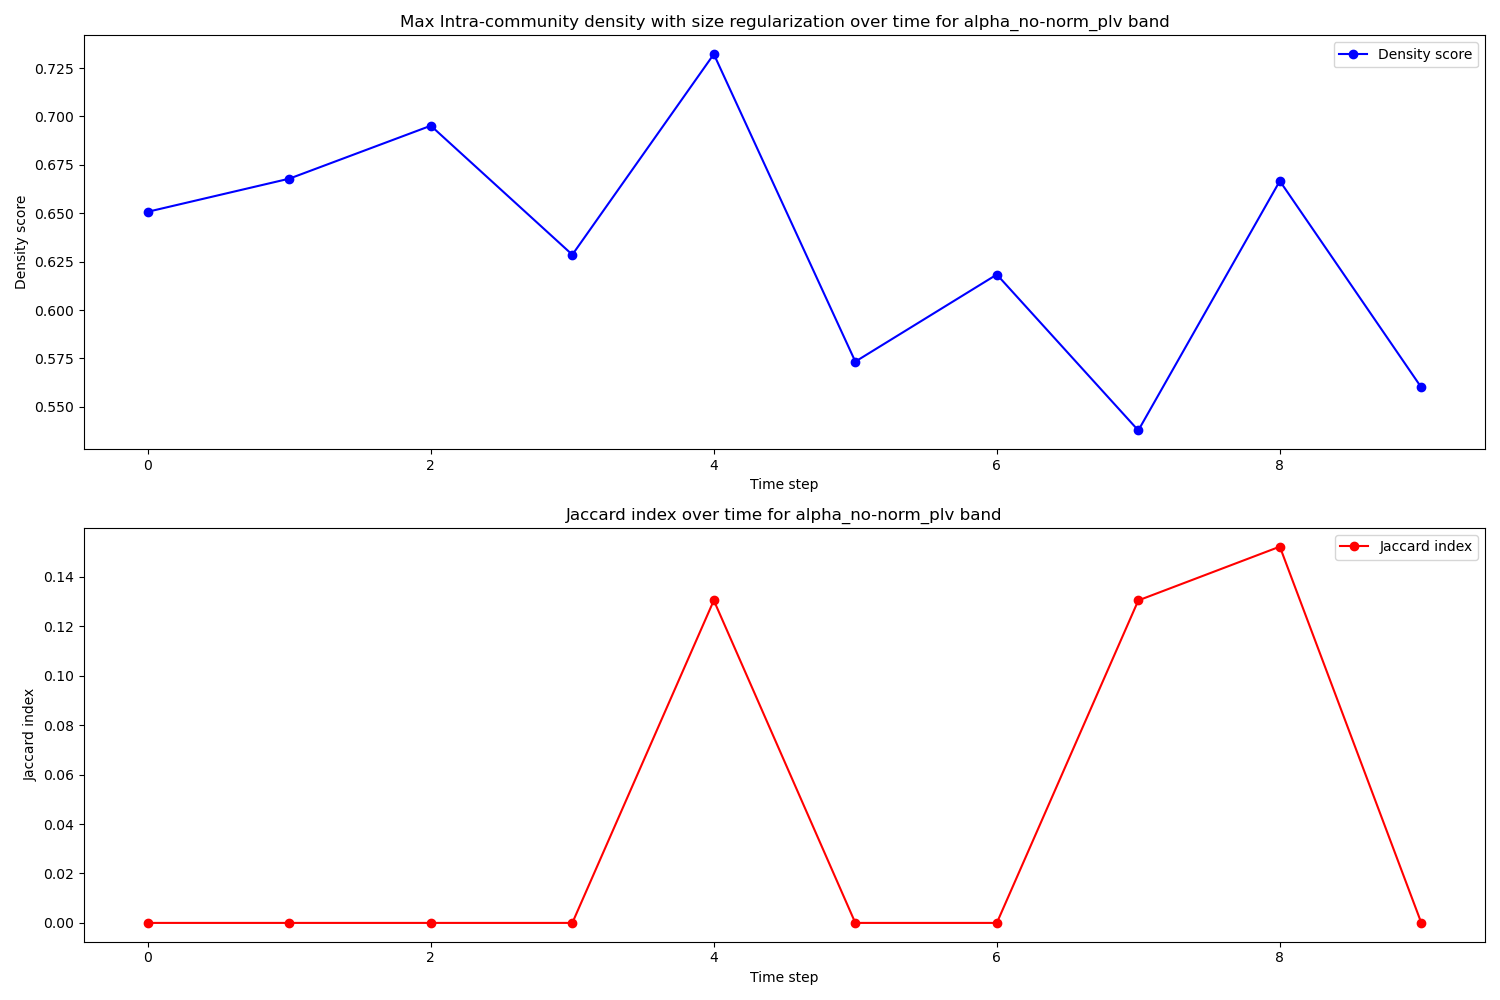 Max Intra-community density with size regularization over time for alpha_no-norm_plv band
Density score
0.725
0.700
0.675
0.650
0.625
0.600
0.575
0.550
Density score
0 2 4 6 8
Time step
Jaccard index over time for alpha_no-norm_plv band
Jaccard index
0.14
0.12
0.10
0.08
0.06
0.04
0.02
0.00
Jaccard index
0 2 4 6 8
Time step